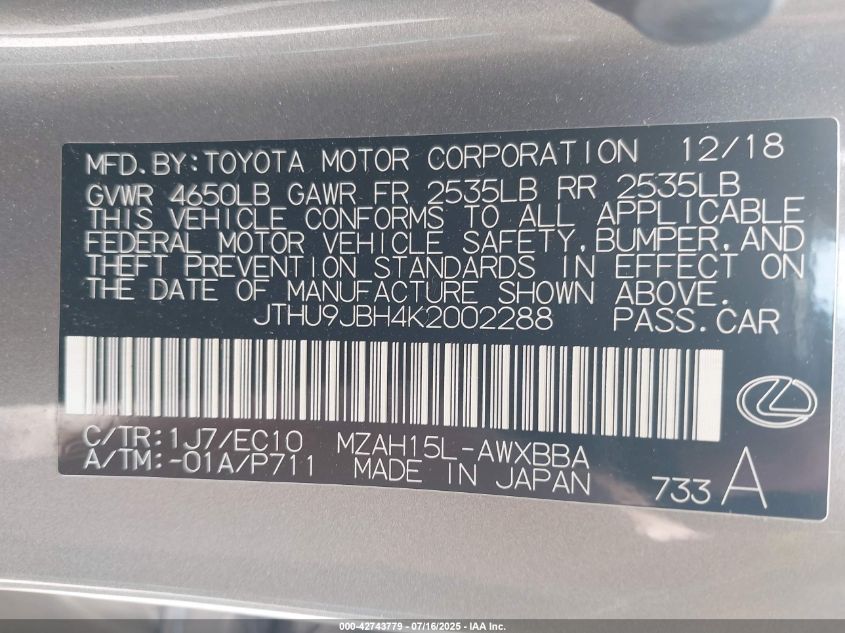 MFD.BY:TOYOTA MOTOR CORPORATION 12/18
GVWR 4650LB GAWR FR 2535LB RR 2535LB
THIS VEHICLE CONFORMS TO ALL APPLICABLE
FEDERAL MOTOR VEHICLE SAFETY,BUMPER,AND
THEFT PREVENTION STANDARDS IN EFFECT ON
THE DATE OF MANUFACTURE SHOWN ABOVE.
JTHU9JBH4K2002288 PASS.CAR
C/TR:1J7/EC10 MZAH15L-AWXBBA
A/TM:-01A/P711 MADE IN JAPAN 733 A
000-42743779 - 07/16/2025 - IAA Inc.